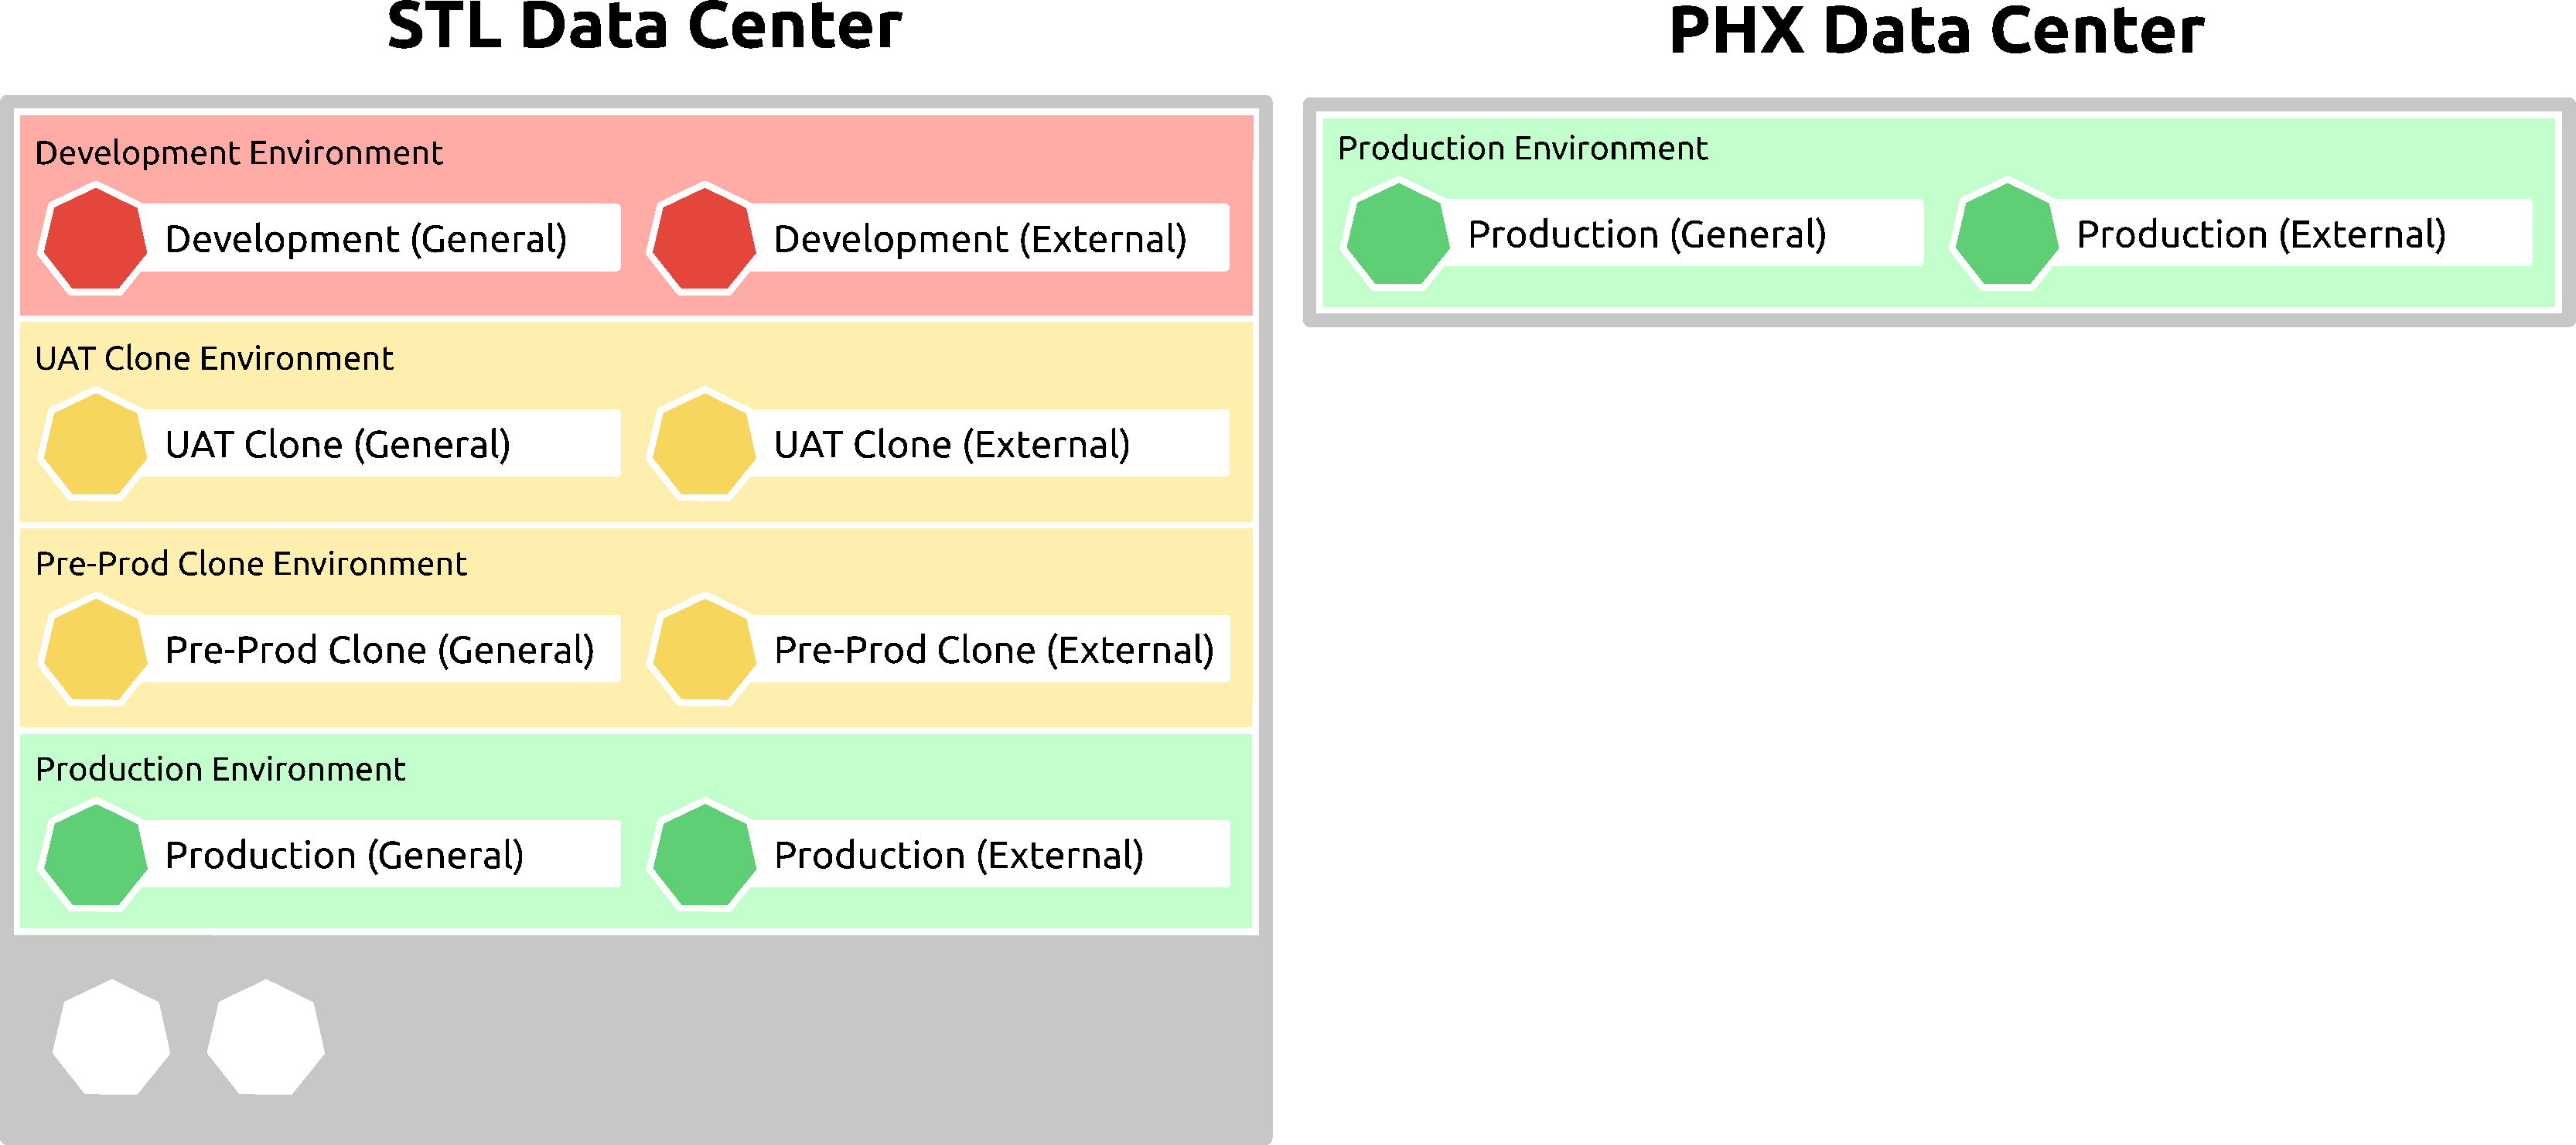 STL Data Center
Development Environment
Development (General)
Development (External)
UAT Clone Environment
UAT Clone (General)
UAT Clone (External)
Pre-Prod Clone Environment
Pre-Prod Clone (General)
Pre-Prod Clone (External)
Production Environment
Production (General)
Production (External)
PHX Data Center
Production Environment
Production (General)
Production (External)